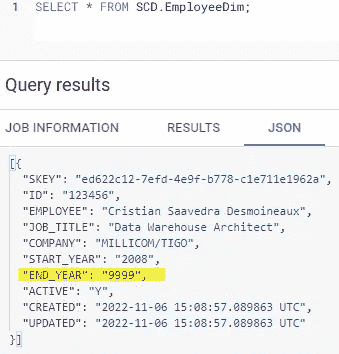 1 SELECT * FROM SCD.EmployeeDim;
Query results
JOB INFORMATION RESULTS JSON
[{
"SKEY": "ed622c12-7efd-4e9f-b778-c1e711e1962a",
"ID": "123456",
"EMPLOYEE": "Cristian Saavedra Desmoineaux",
"JOB_TITLE": "Data Warehouse Architect",
"COMPANY": "MILLICOM/TIGO",
"START_YEAR": "2008",
"END_YEAR": "9999",
"ACTIVE": "Y",
"CREATED": "2022-11-06 15:08:57.089863 UTC",
"UPDATED": "2022-11-06 15:08:57.089863 UTC"
}]